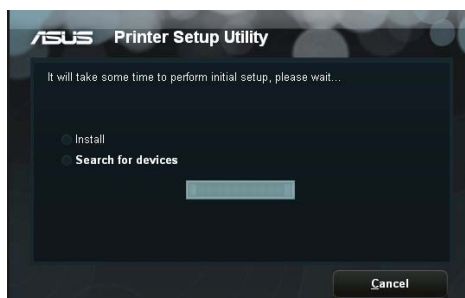 ASUS Printer Setup Utility
It will take some time to perform initial setup, please wait...
Install
Search for devices
Cancel